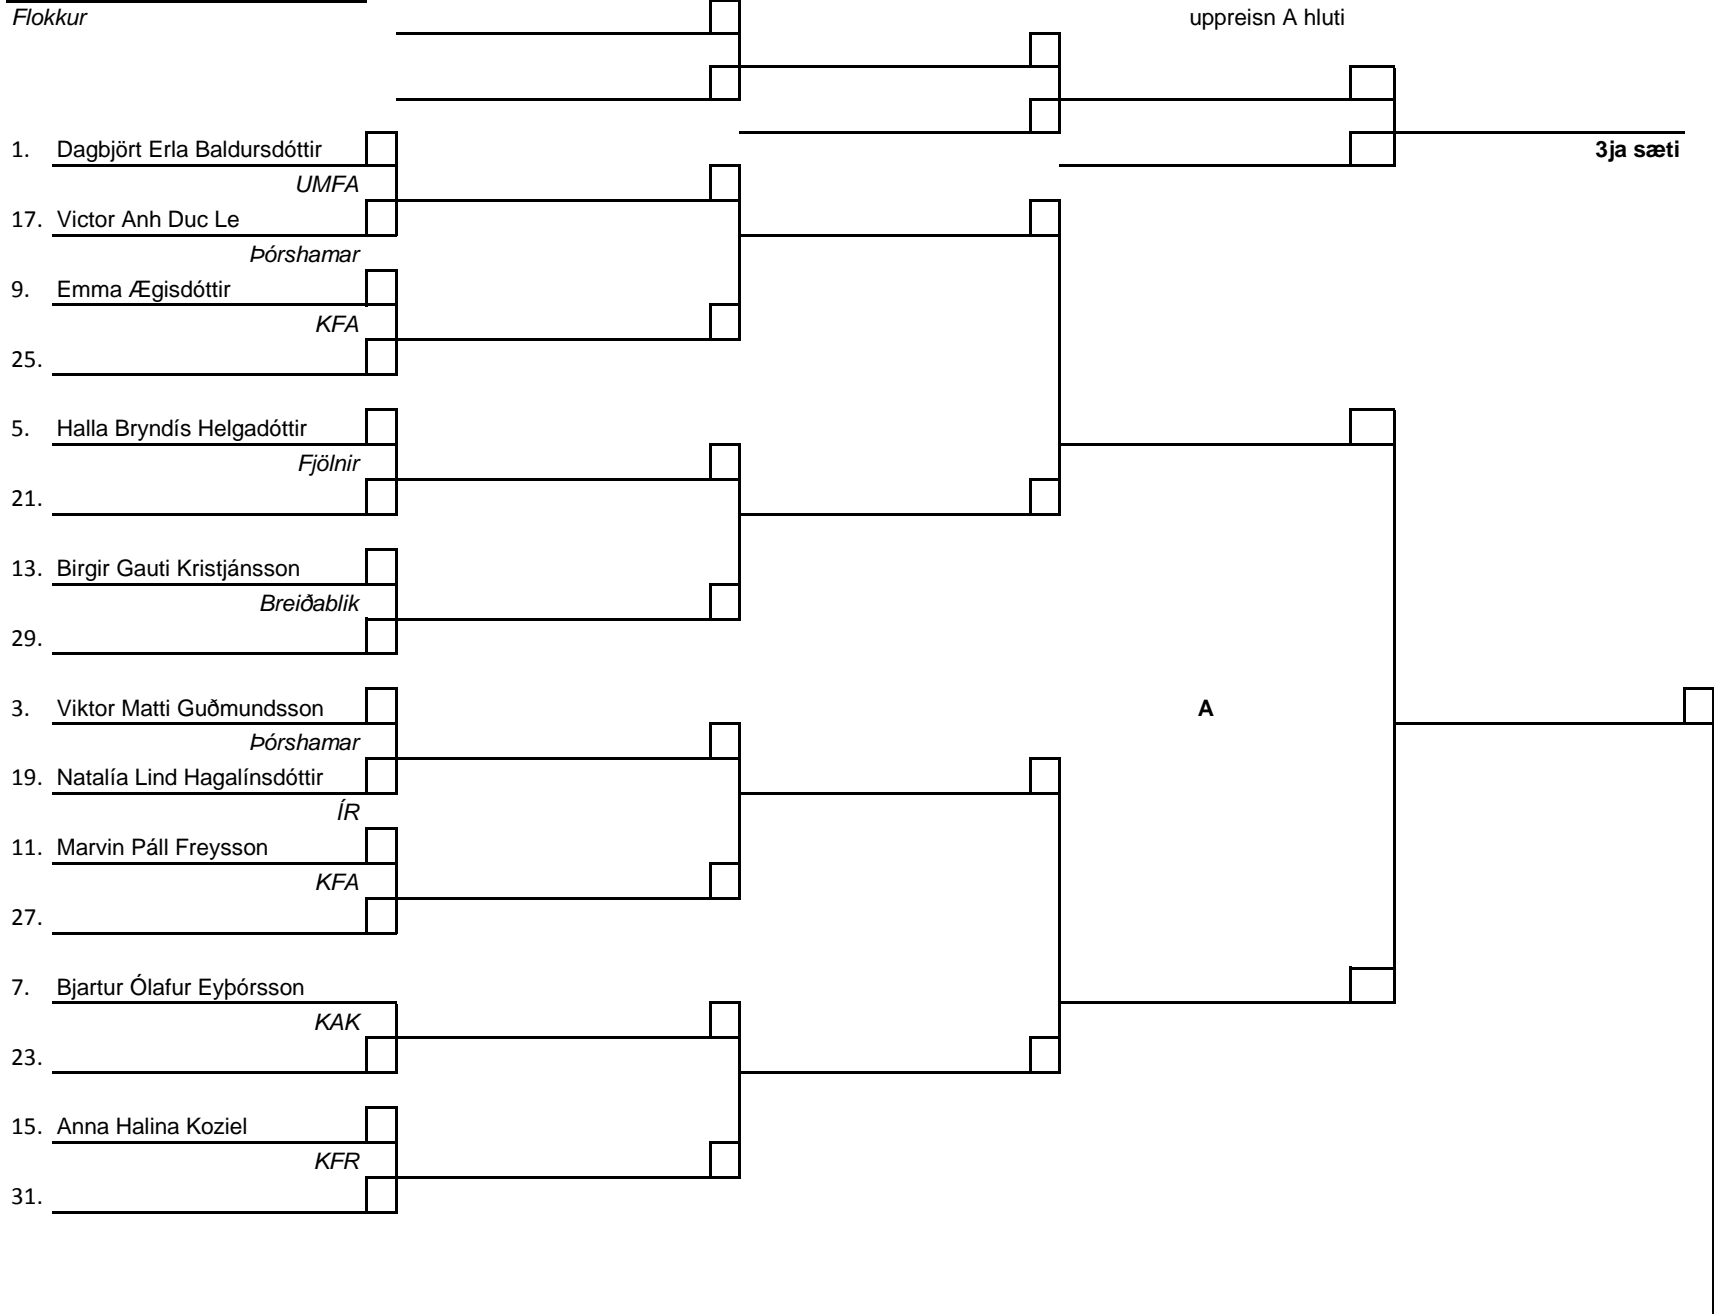 Flokkur
uppreisn A hluti
1. Dagbjört Erla Baldursdóttir
3ja sæti
UMFA
17. Victor Anh Duc Le
Þórshamar
9. Emma Ægisdóttir
KFA
25.
5. Halla Bryndís Helgadóttir
Fjölnir
21.
13. Birgir Gauti Kristjánsson
Breiðablik
29.
3. Viktor Matti Guðmundsson
A
Þórshamar
19. Natalía Lind Hagalínsdóttir
ÍR
11. Marvin Páll Freysson
KFA
27.
7. Bjartur Ólafur Eyþórsson
KAK
23.
15. Anna Halina Koziel
KFR
31.